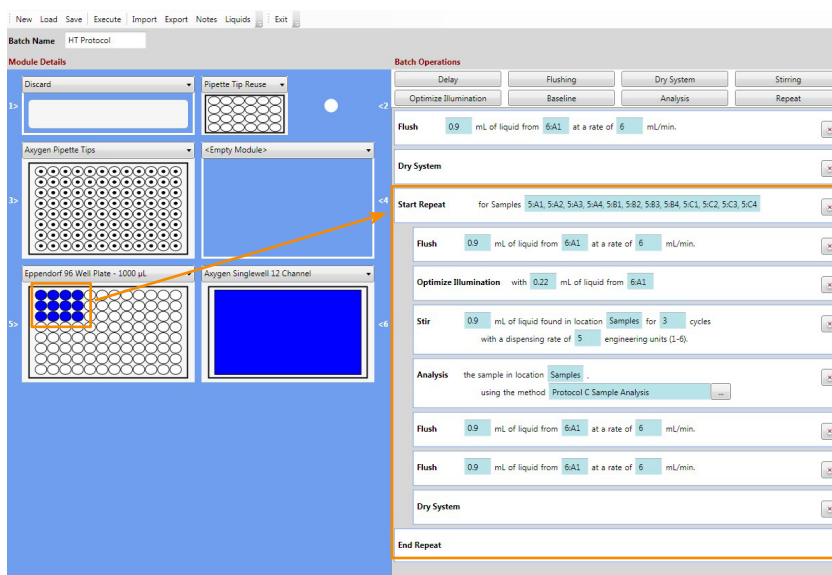 New Load Save Execute Import Export Notes Liquids Exit
Batch Name HT Protocol
Module Details
Discard
Pipette Tip Reuse
1>
<2
Axygen Pipette Tips
<Empty Module>
3>
<4
Eppendorf 96 Well Plate - 1000 µL
Axygen Singlewell 12 Channel
5>
<6
Batch Operations
Delay Flushing Dry System Stirring
Optimize Illumination Baseline Analysis Repeat
Flush 0.9 mL of liquid from 6:A1 at a rate of 6 mL/min.
Dry System
Start Repeat for Samples 5:A1, 5:A2, 5:A3, 5:A4, 5:B1, 5:B2, 5:B3, 5:B4, 5:C1, 5:C2, 5:C3, 5:C4
Flush 0.9 mL of liquid from 6:A1 at a rate of 6 mL/min.
Optimize Illumination with 0.22 mL of liquid from 6:A1
Stir 0.9 mL of liquid found in location Samples for 3 cycles
with a dispensing rate of 5 engineering units (1-6).
Analysis the sample in location Samples ,
using the method Protocol C Sample Analysis ...
Flush 0.9 mL of liquid from 6:A1 at a rate of 6 mL/min.
Flush 0.9 mL of liquid from 6:A1 at a rate of 6 mL/min.
Dry System
End Repeat